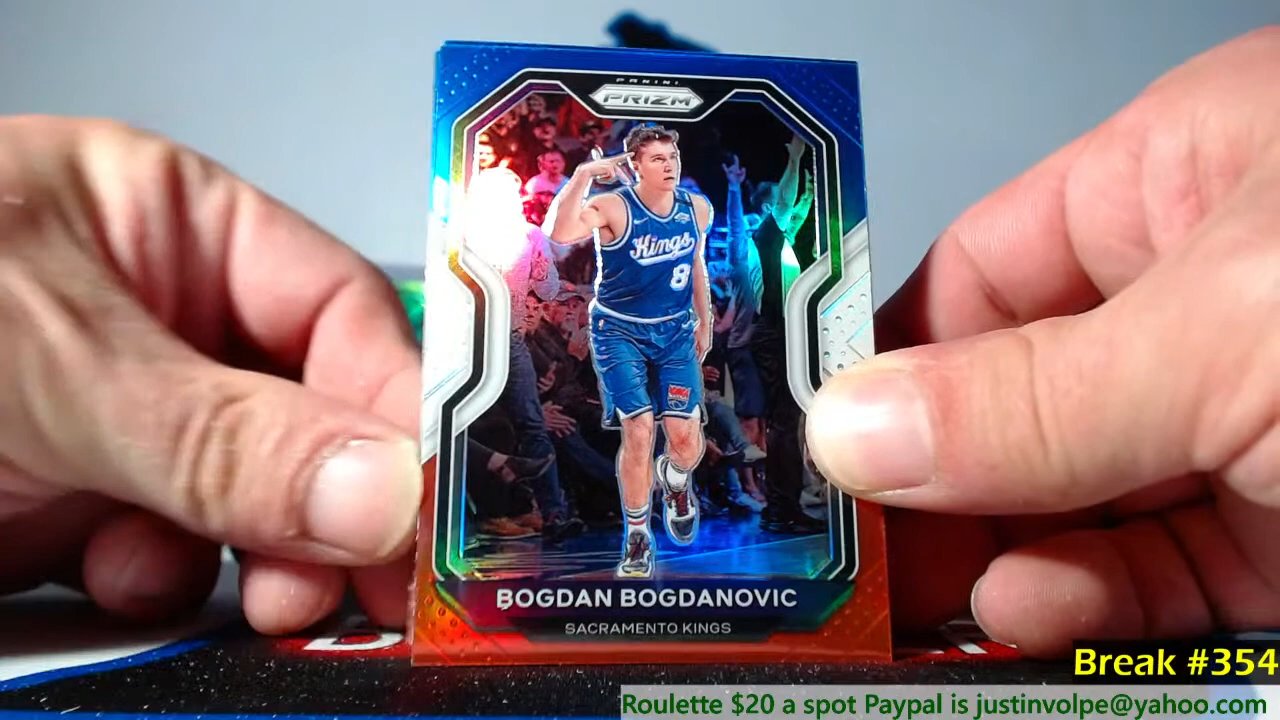 PANINI
PRIZM
Kings
8
BOGDAN BOGDANOVIC
SACRAMENTO KINGS
Break #354
Roulette $20 a spot Paypal is justinvolpe@yahoo.com